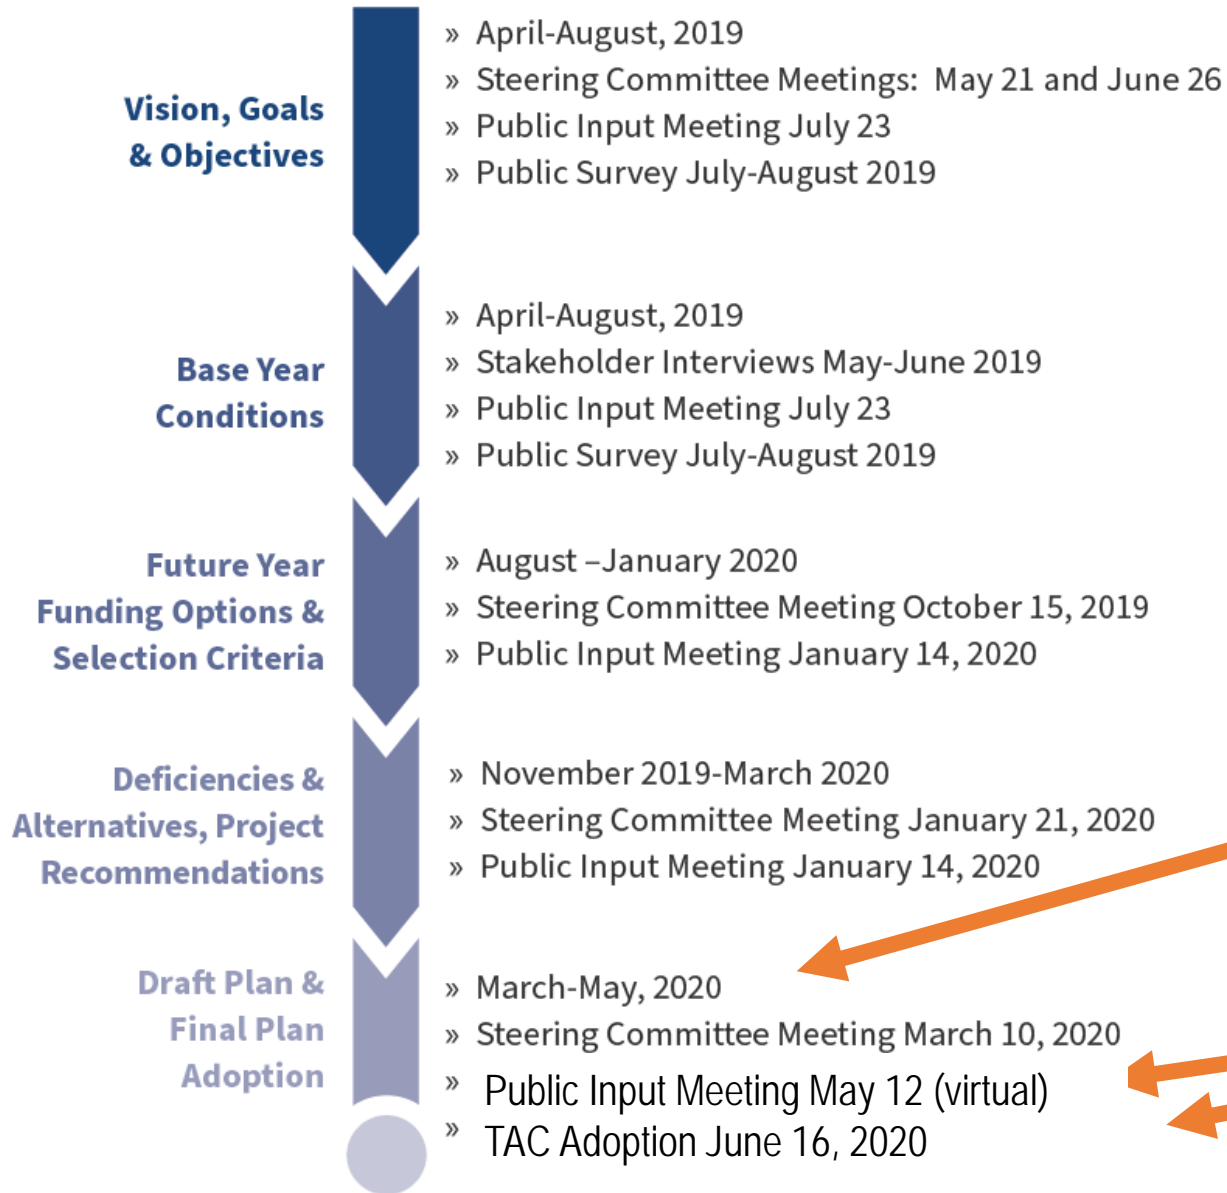 Vision, Goals
& Objectives
» April-August, 2019
» Steering Committee Meetings:  May 21 and June 26
» Public Input Meeting July 23
» Public Survey July-August 2019
Base Year
Conditions
» April-August, 2019
» Stakeholder Interviews May-June 2019
» Public Input Meeting July 23
» Public Survey July-August 2019
Future Year
Funding Options &
Selection Criteria
» August –January 2020
» Steering Committee Meeting October 15, 2019
» Public Input Meeting January 14, 2020
Deficiencies &
Alternatives, Project
Recommendations
» November 2019-March 2020
» Steering Committee Meeting January 21, 2020
» Public Input Meeting January 14, 2020
Draft Plan &
Final Plan
Adoption
» March-May, 2020
» Steering Committee Meeting March 10, 2020
» Public Input Meeting May 12 (virtual)
» TAC Adoption June 16, 2020